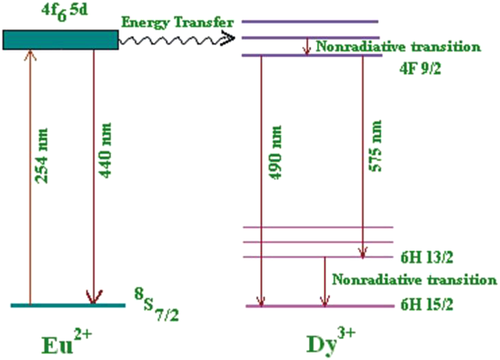 4f₆ 5d
Energy Transfer
Nonradiative transition
4F 9/2
254 nm
440 nm
490 nm
575 nm
6H 13/2
Nonradiative transition
6H 15/2
⁸S₇/₂
Eu²⁺
Dy³⁺